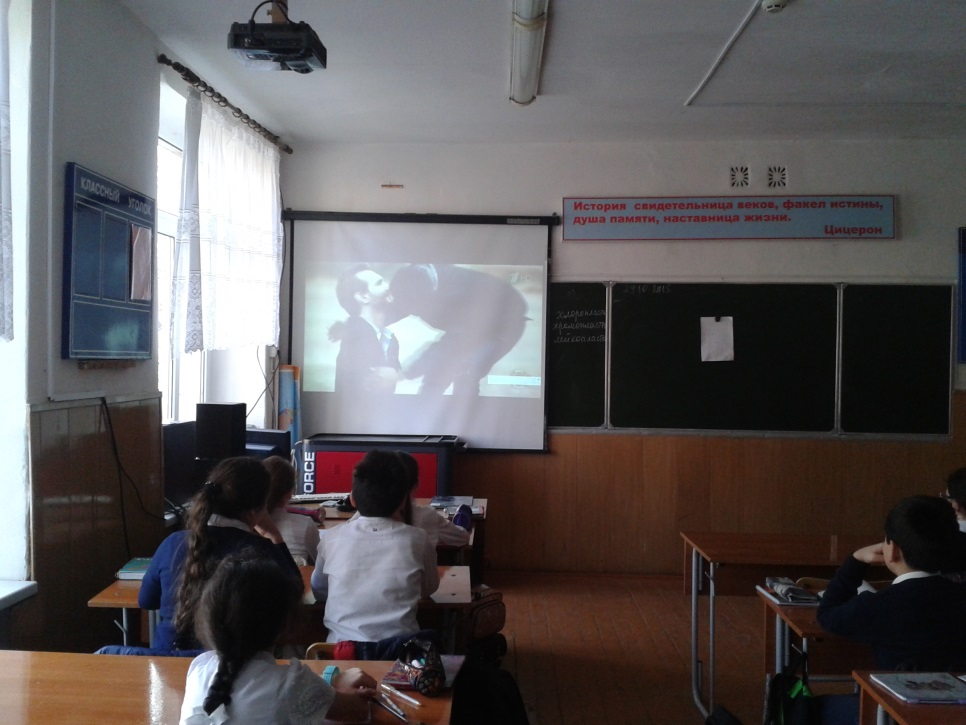 КЛАССНЫЙ УГОЛОК
История свидетельница веков, факел истины,
душа памяти, наставница жизни.
Цицерон
ORCE